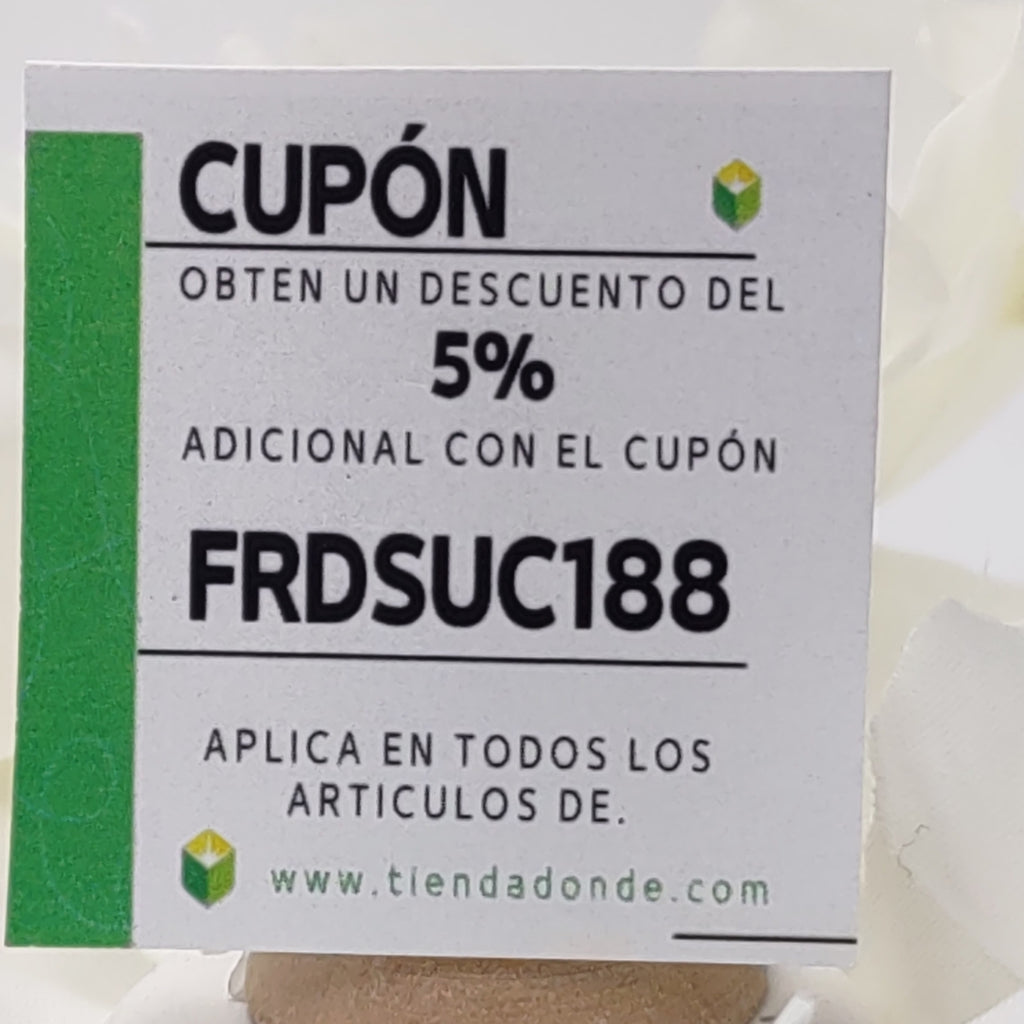 CUPÓN
OBTEN UN DESCUENTO DEL
5%
ADICIONAL CON EL CUPÓN
FRDSUC188
APLICA EN TODOS LOS
ARTICULOS DE.
www.tiendadonde.com